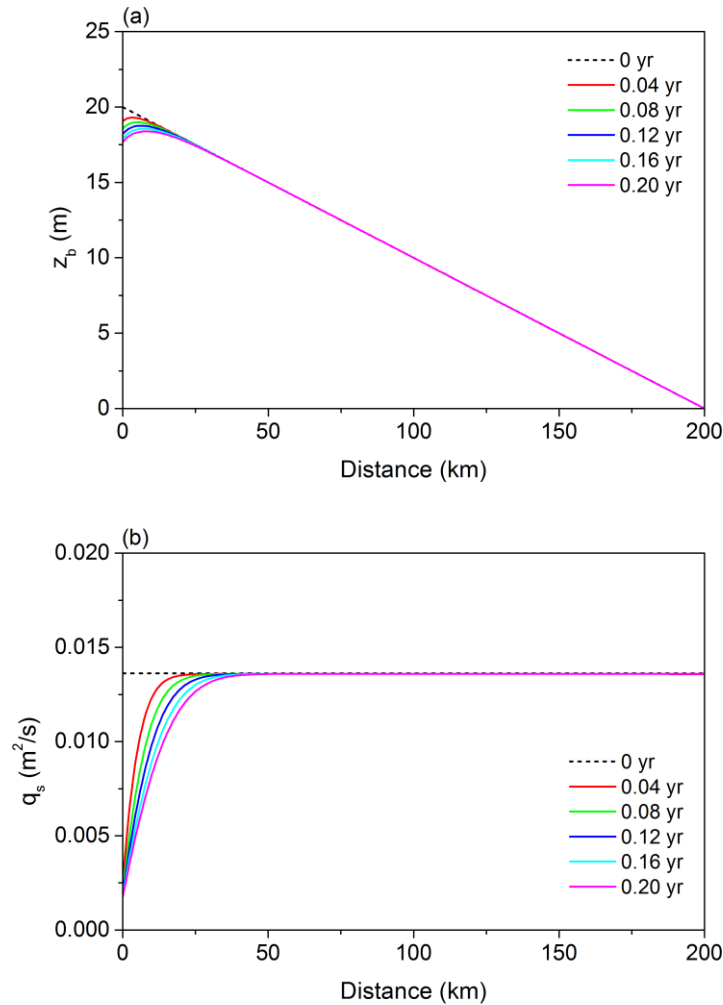 (a)
25
20
15
10
5
0
z_b (m)
0 yr
0.04 yr
0.08 yr
0.12 yr
0.16 yr
0.20 yr
0 50 100 150 200
Distance (km)
(b)
0.020
0.015
0.010
0.005
0.000
q_s (m²/s)
0 yr
0.04 yr
0.08 yr
0.12 yr
0.16 yr
0.20 yr
0 50 100 150 200
Distance (km)